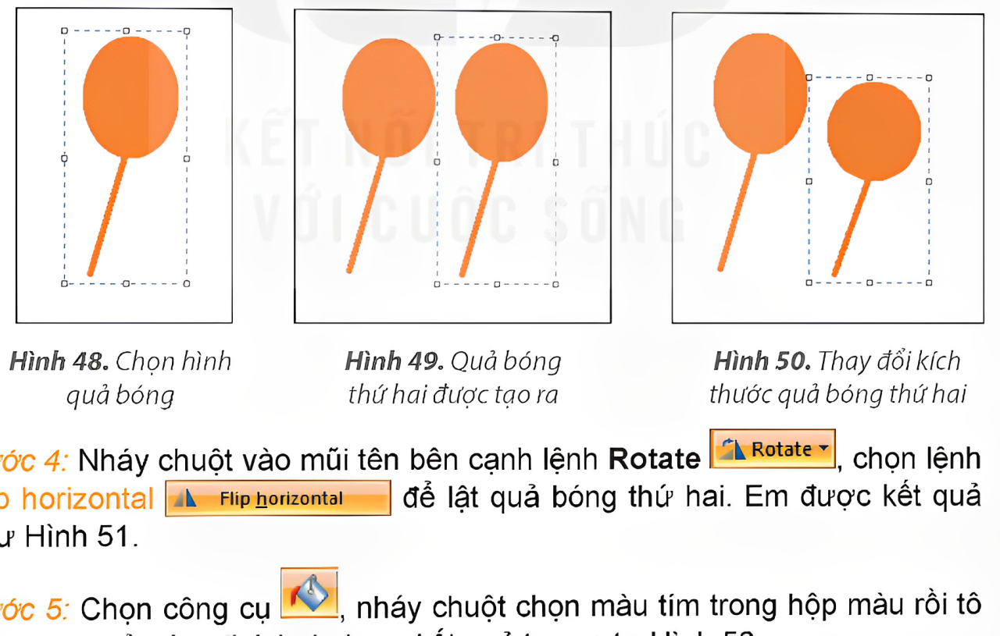 KẾT NỐI TRI THỨC
VỚI CUỘC SỐNG
Hình 48. Chọn hình
quả bóng
Hình 49. Quả bóng
thứ hai được tạo ra
Hình 50. Thay đổi kích
thước quả bóng thứ hai
ớc 4: Nháy chuột vào mũi tên bên cạnh lệnh Rotate Rotate, chọn lệnh
horizontal Flip horizontal để lật quả bóng thứ hai. Em được kết quả
Hình 51.
ớc 5: Chọn công cụ , nháy chuột chọn màu tím trong hộp màu rồi tô